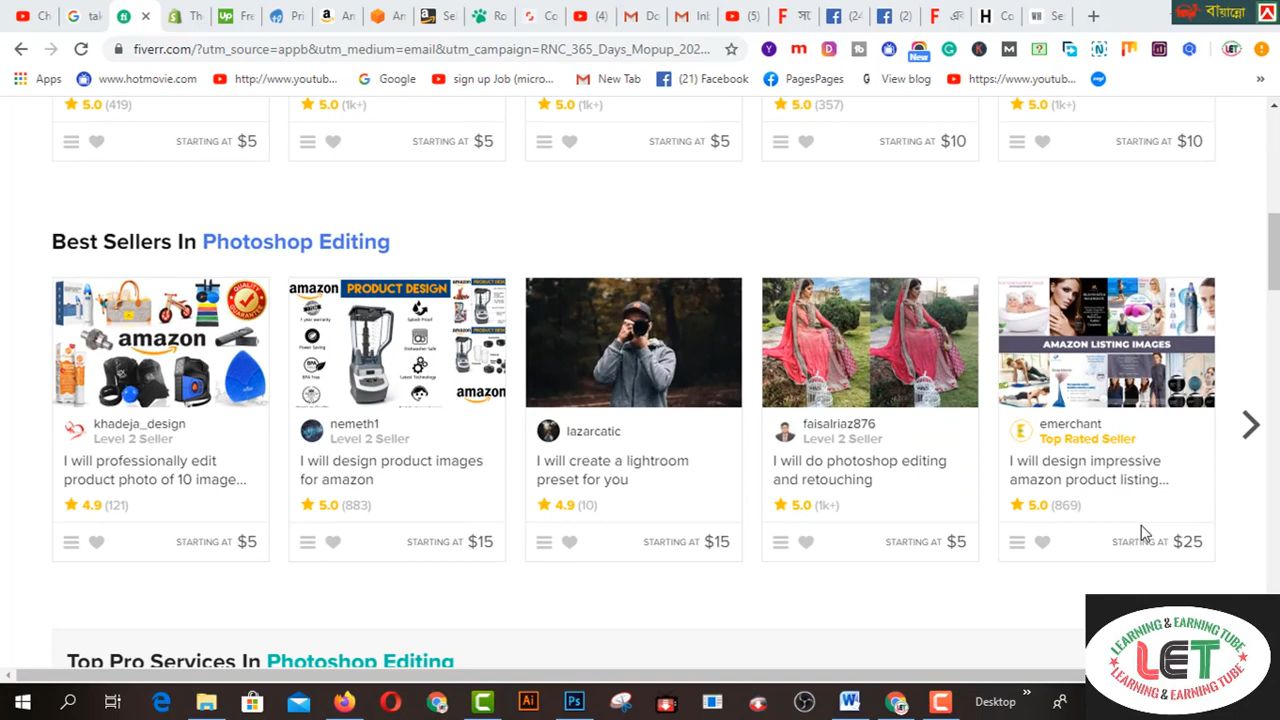 Ch
tak
Th
Fre
Pri
An
An
Se
Ro
Co
(4)
Do
In
(5)
(24
(2)
Co
Se
বায়ান্নো
fiverr.com/?utm_source=appb&utm_medium=email&utm_campaign=RNC_365_Days_Mopup_202...
New
Apps
www.hotmovie.com
http://www.youtub...
Google
sign up Job (micro...
New Tab
(21) Facebook
PagesPages
View blog
https://www.youtub...
5.0 (419)
5.0 (1k+)
5.0 (1k+)
5.0 (357)
5.0 (1k+)
STARTING AT $5
STARTING AT $5
STARTING AT $5
STARTING AT $10
STARTING AT $10
Best Sellers In Photoshop Editing
QUALITY
amazon
amazon
PRODUCT DESIGN
amazon
AMAZON LISTING IMAGES
khadeja_design
Level 2 Seller
I will professionally edit
product photo of 10 image...
4.9 (121)
STARTING AT $5
nemeth1
Level 2 Seller
I will design product images
for amazon
5.0 (883)
STARTING AT $15
lazarcatic
I will create a lightroom
preset for you
4.9 (10)
STARTING AT $15
faisalriaz876
Level 2 Seller
I will do photoshop editing
and retouching
5.0 (1k+)
STARTING AT $5
emerchant
Top Rated Seller
I will design impressive
amazon product listing...
5.0 (869)
STARTING AT $25
Top Pro Services In Photoshop Editing
LEARNING & EARNING TUBE
LET
LEARNING & EARNING TUBE
Desktop